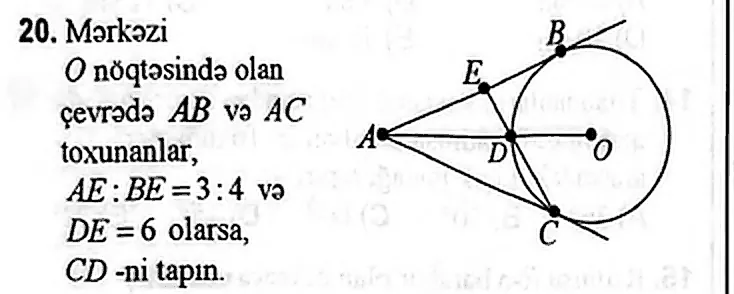 20. Mərkəzi
O nöqtəsində olan
çevrədə AB və AC
toxunanlar,
AE : BE = 3 : 4 və
DE = 6 olarsa,
CD -ni tapın.
B
E
A
D
O
C